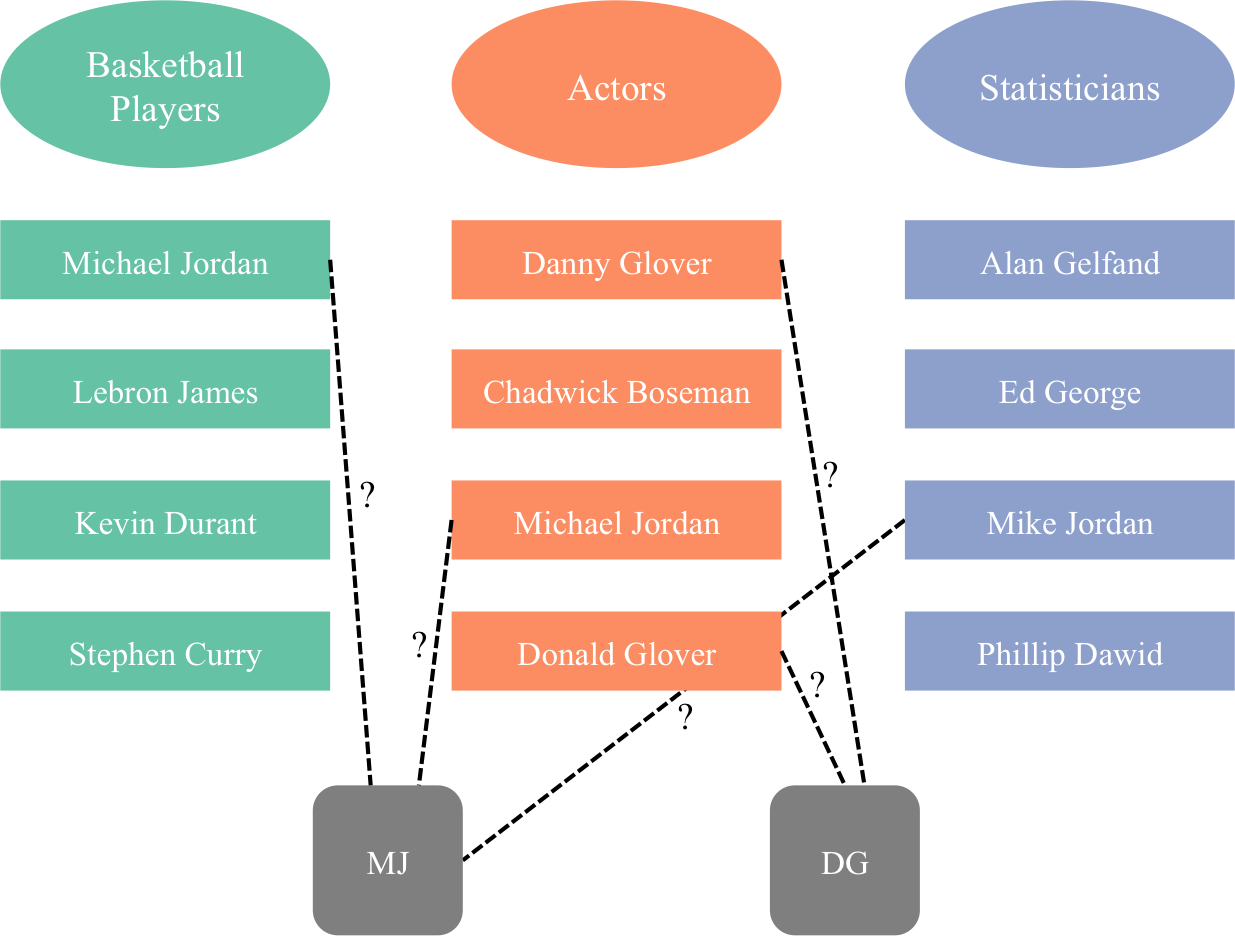 Basketball
Players
Actors
Statisticians
Michael Jordan
Danny Glover
Alan Gelfand
Lebron James
Chadwick Boseman
Ed George
?
?
Kevin Durant
Michael Jordan
Mike Jordan
?
Stephen Curry
Donald Glover
Phillip Dawid
?
?
MJ
DG